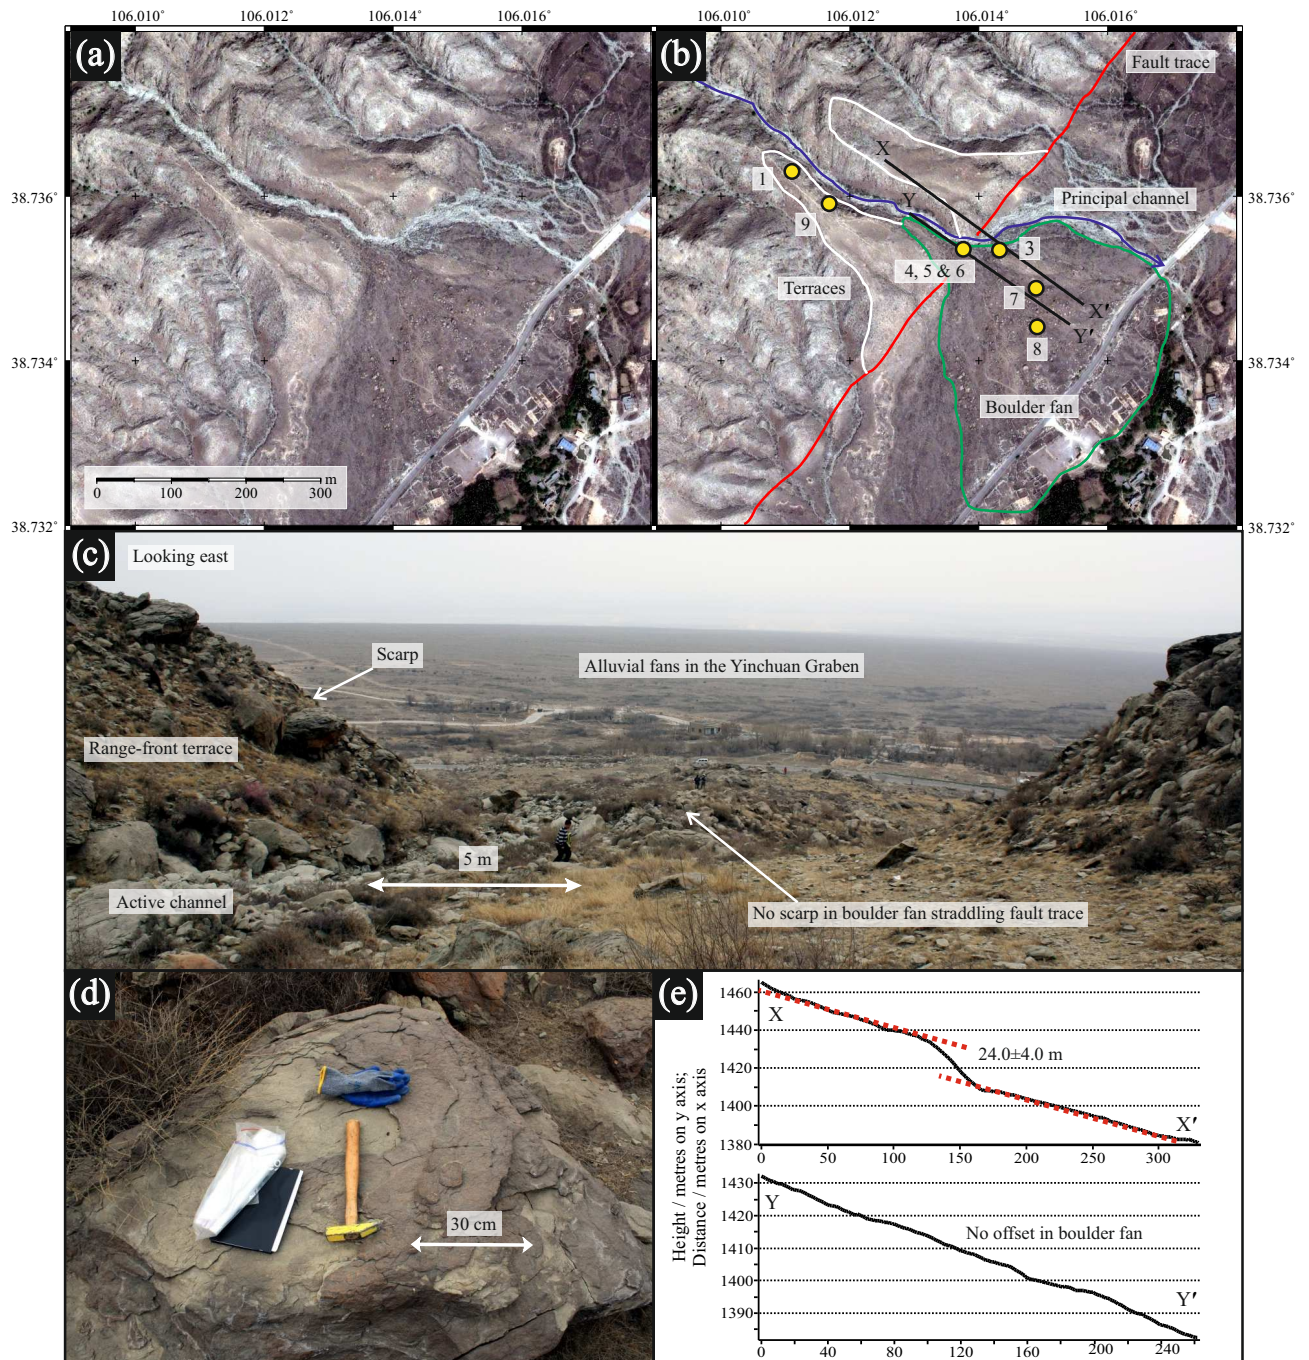 106.010° 106.012° 106.014° 106.016° 106.010° 106.012° 106.014° 106.016°
(a)
38.736°
38.734°
38.732°
0 100 200 300 m
(b)
Fault trace
X
1
Y
Principal channel
9
3
4, 5 & 6
Terraces
7
X′
Y′
8
Boulder fan
38.736°
38.734°
38.732°
(c)
Looking east
Scarp
Alluvial fans in the Yinchuan Graben
Range-front terrace
5 m
Active channel
No scarp in boulder fan straddling fault trace
(d)
30 cm
(e)
Height / metres on y axis;
Distance / metres on x axis
1460
1440
1420
1400
1380
X
24.0±4.0 m
X′
0 50 100 150 200 250 300
1430
1420
1410
1400
1390
Y
No offset in boulder fan
Y′
0 40 80 120 160 200 240